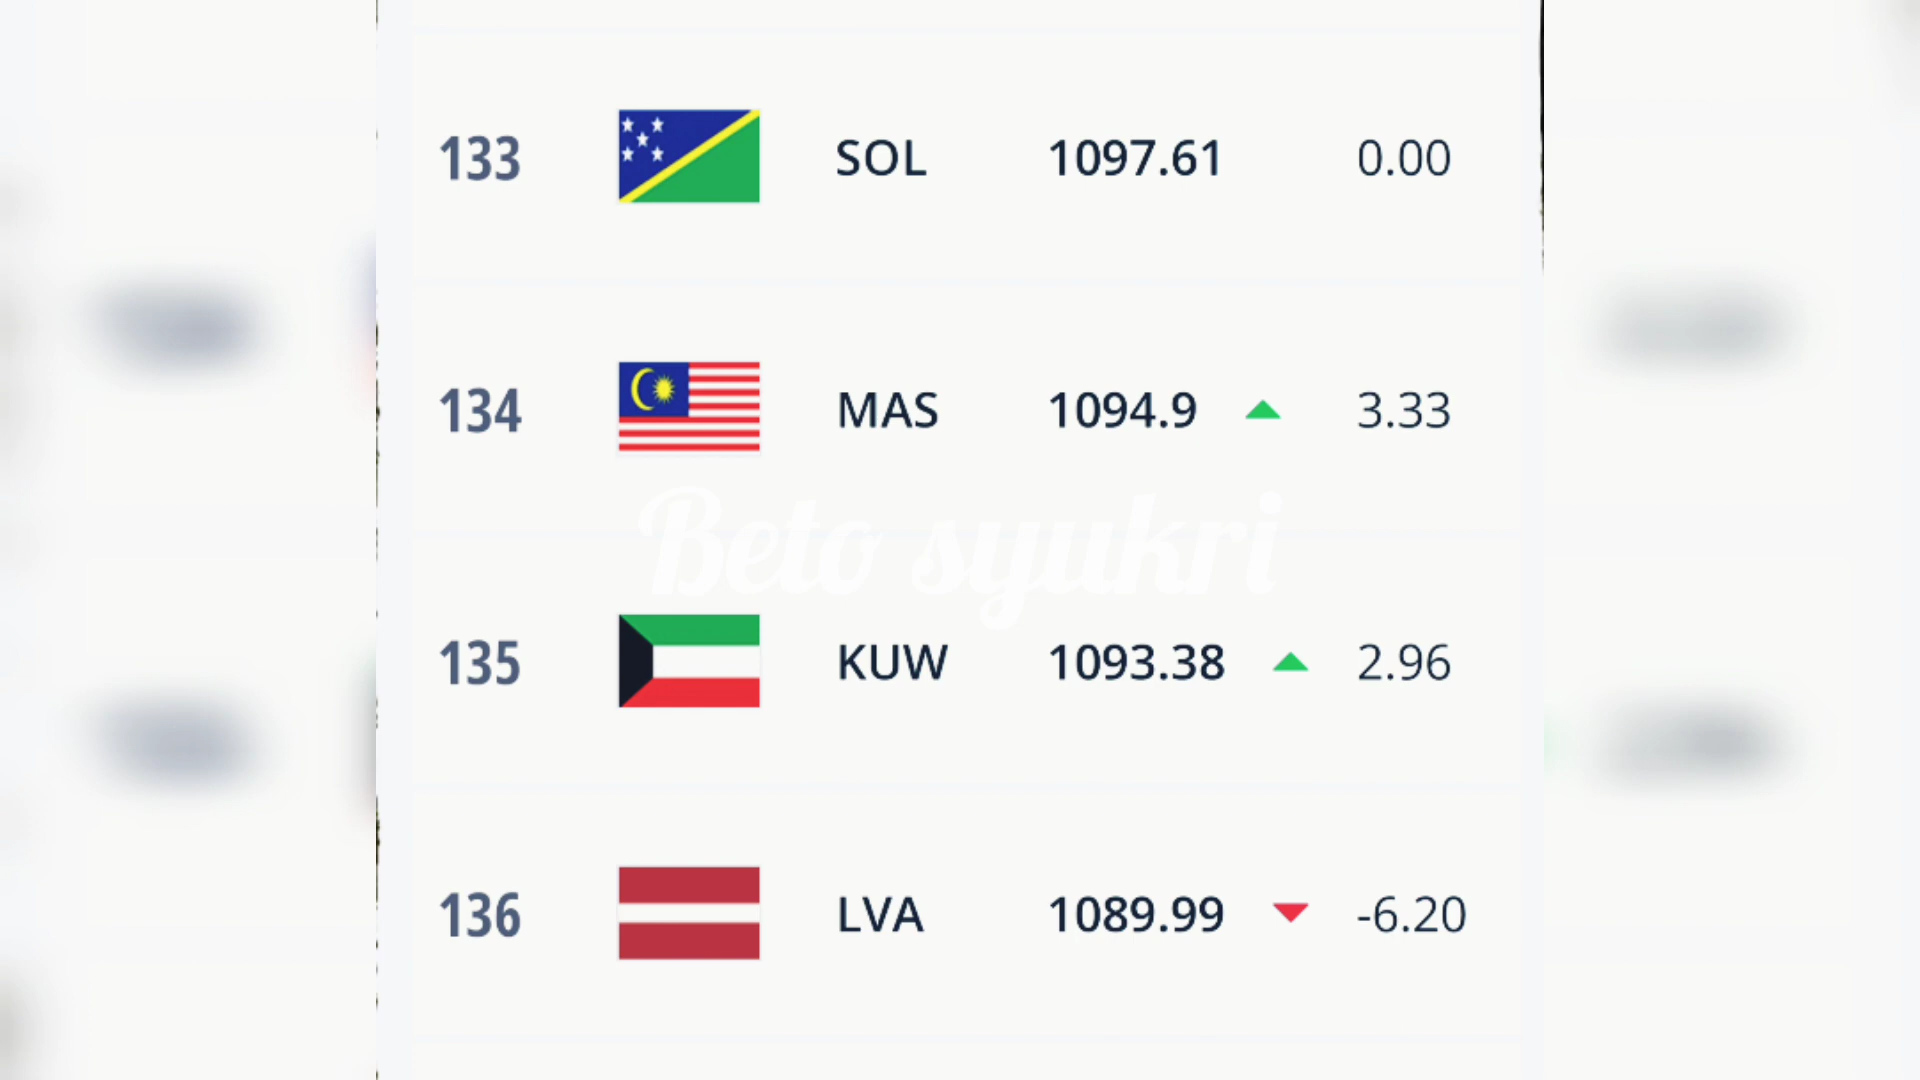 133 SOL 1097.61 0.00
134 MAS 1094.9 3.33
Beto syukri
135 KUW 1093.38 2.96
136 LVA 1089.99 -6.20